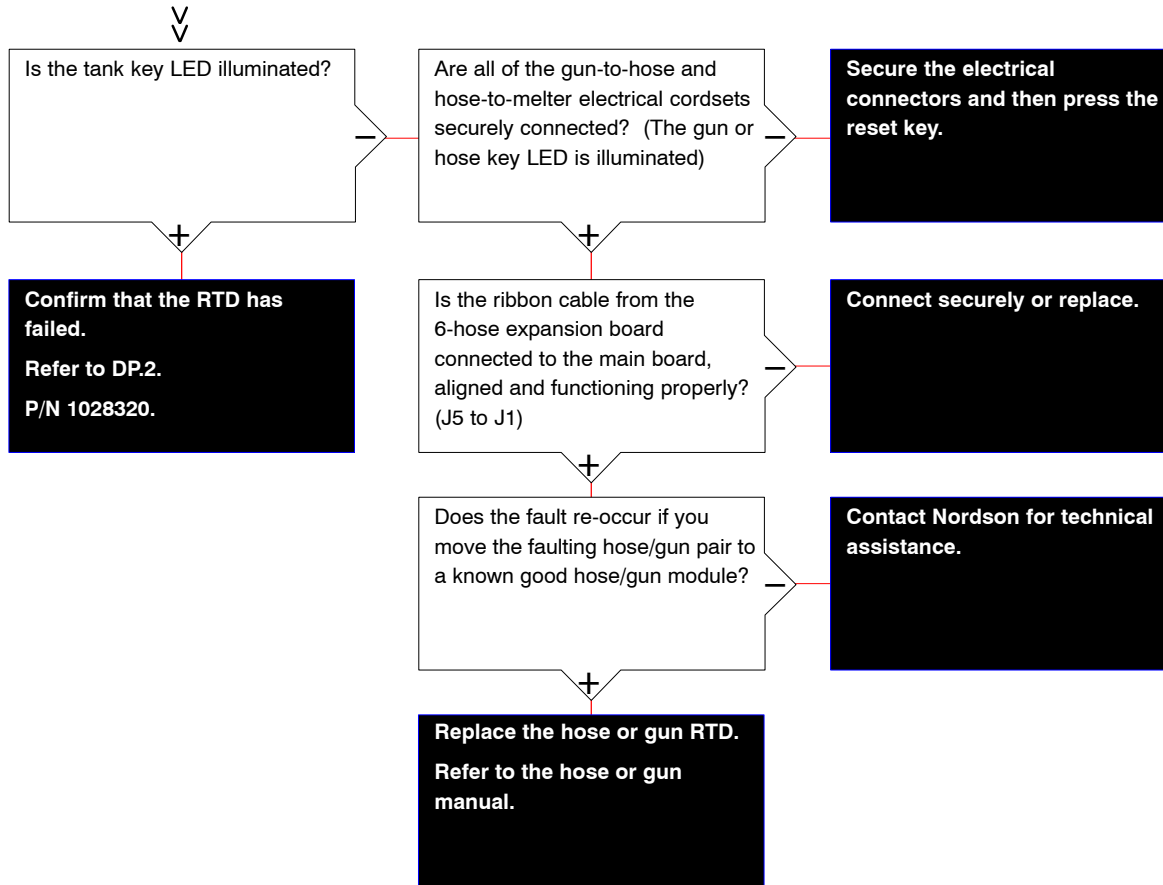 Is the tank key LED illuminated?
−
+
Are all of the gun-to-hose and
hose-to-melter electrical cordsets
securely connected? (The gun or
hose key LED is illuminated)
−
+
Secure the electrical
connectors and then press the
reset key.
Confirm that the RTD has
failed.
Refer to DP.2.
P/N 1028320.
Is the ribbon cable from the
6-hose expansion board
connected to the main board,
aligned and functioning properly?
(J5 to J1)
−
+
Connect securely or replace.
Does the fault re-occur if you
move the faulting hose/gun pair to
a known good hose/gun module?
−
+
Contact Nordson for technical
assistance.
Replace the hose or gun RTD.
Refer to the hose or gun
manual.